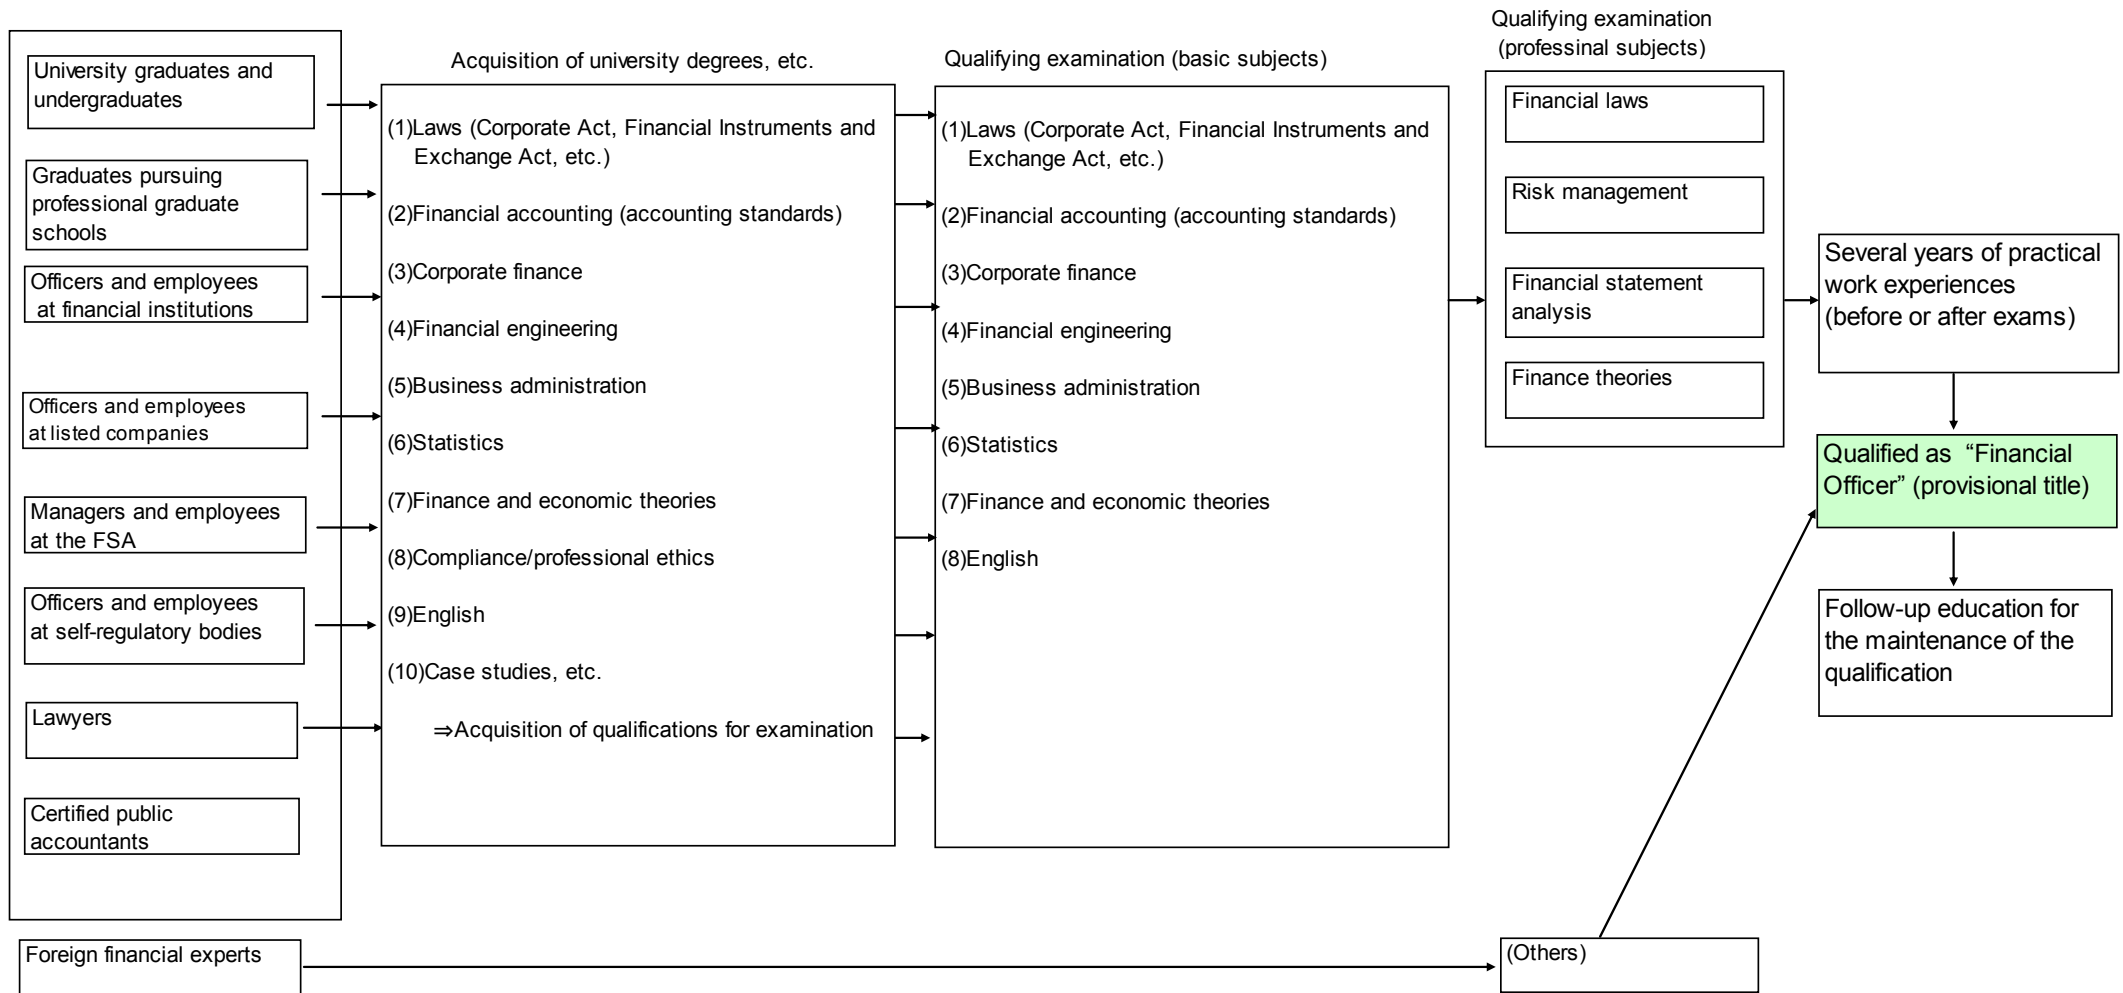 University graduates and
undergraduates
Graduates pursuing
professional graduate
schools
Officers and employees
at financial institutions
Officers and employees
at listed companies
Managers and employees
at the FSA
Officers and employees
at self-regulatory bodies
Lawyers
Certified public
accountants
Foreign financial experts
Acquisition of university degrees, etc.
(1)Laws (Corporate Act, Financial Instruments and
Exchange Act, etc.)
(2)Financial accounting (accounting standards)
(3)Corporate finance
(4)Financial engineering
(5)Business administration
(6)Statistics
(7)Finance and economic theories
(8)Compliance/professional ethics
(9)English
(10)Case studies, etc.
⇒Acquisition of qualifications for examination
Qualifying examination (basic subjects)
(1)Laws (Corporate Act, Financial Instruments and
Exchange Act, etc.)
(2)Financial accounting (accounting standards)
(3)Corporate finance
(4)Financial engineering
(5)Business administration
(6)Statistics
(7)Finance and economic theories
(8)English
Qualifying examination
(professinal subjects)
Financial laws
Risk management
Financial statement
analysis
Finance theories
(Others)
Several years of practical
work experiences
(before or after exams)
Qualified as “Financial
Officer” (provisional title)
Follow-up education for
the maintenance of the
qualification